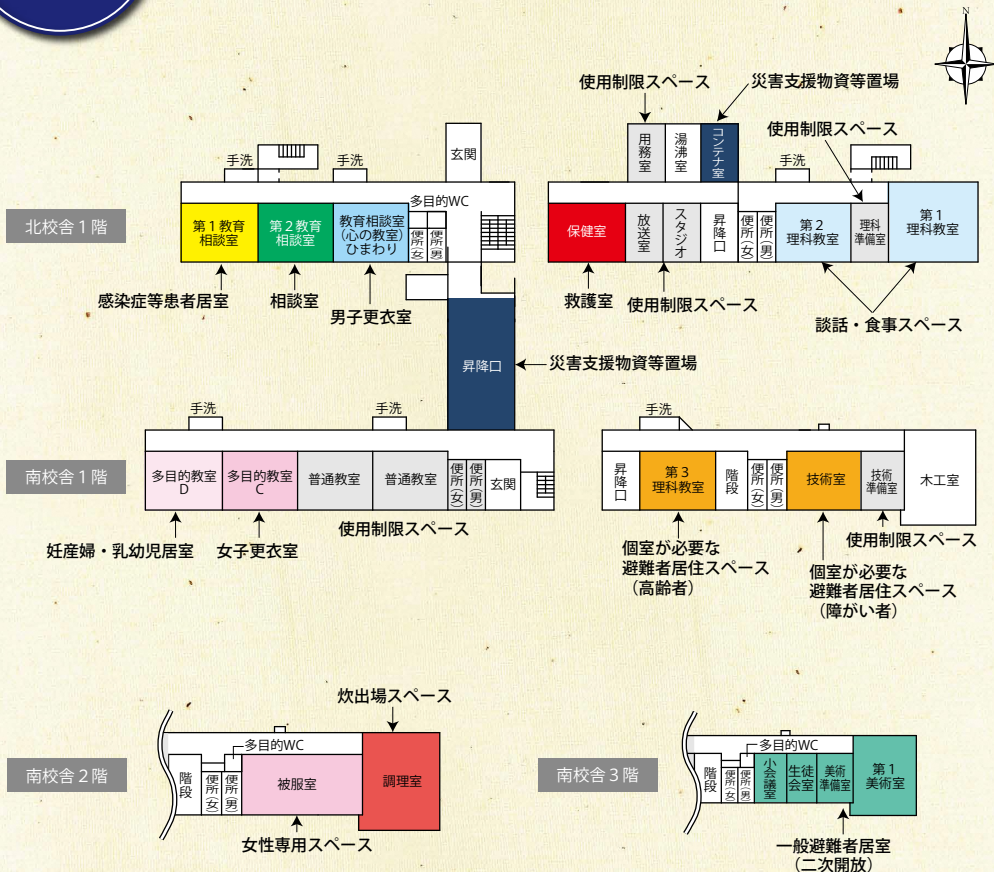 N
使用制限スペース
災害支援物資等置場
使用制限スペース
用務室
湯沸室
コンテナ室
手洗
手洗
玄関
手洗
多目的WC
北校舎1階
第1教育
相談室
第2教育
相談室
教育相談室
(心の教室)
ひまわり
便所(女)
便所(男)
保健室
放送室
スタジオ
昇降口
便所(女)
便所(男)
第2
理科教室
理科
準備室
第1
理科教室
感染症等患者居室
相談室
男子更衣室
救護室
使用制限スペース
談話・食事スペース
昇降口
災害支援物資等置場
手洗
手洗
手洗
南校舎1階
多目的教室
D
多目的教室
C
普通教室
普通教室
便所(女)
便所(男)
玄関
昇降口
第3
理科教室
階段
便所(女)
便所(男)
技術室
技術
準備室
木工室
妊産婦・乳幼児居室
女子更衣室
使用制限スペース
個室が必要な
避難者居住スペース
(高齢者)
使用制限スペース
個室が必要な
避難者居住スペース
(障がい者)
炊出場スペース
南校舎2階
多目的WC
階段
便所(女)
便所(男)
被服室
調理室
女性専用スペース
南校舎3階
多目的WC
階段
便所(女)
便所(男)
小会議室
生徒会室
美術
準備室
第1
美術室
一般避難者居室
(二次開放)